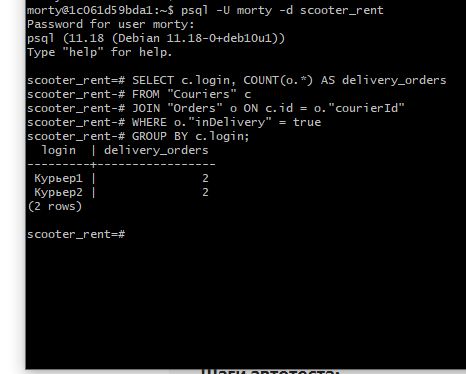 morty@1c061d59bda1:~$ psql -U morty -d scooter_rent
Password for user morty:
psql (11.18 (Debian 11.18-0+deb10u1))
Type "help" for help.

scooter_rent=# SELECT c.login, COUNT(o.*) AS delivery_orders
scooter_rent-# FROM "Couriers" c
scooter_rent-# JOIN "Orders" o ON c.id = o."courierId"
scooter_rent-# WHERE o."inDelivery" = true
scooter_rent-# GROUP BY c.login;
  login  | delivery_orders
---------+-----------------
 Курьер1 |               2
 Курьер2 |               2
(2 rows)

scooter_rent=#
Шаги автотеста: